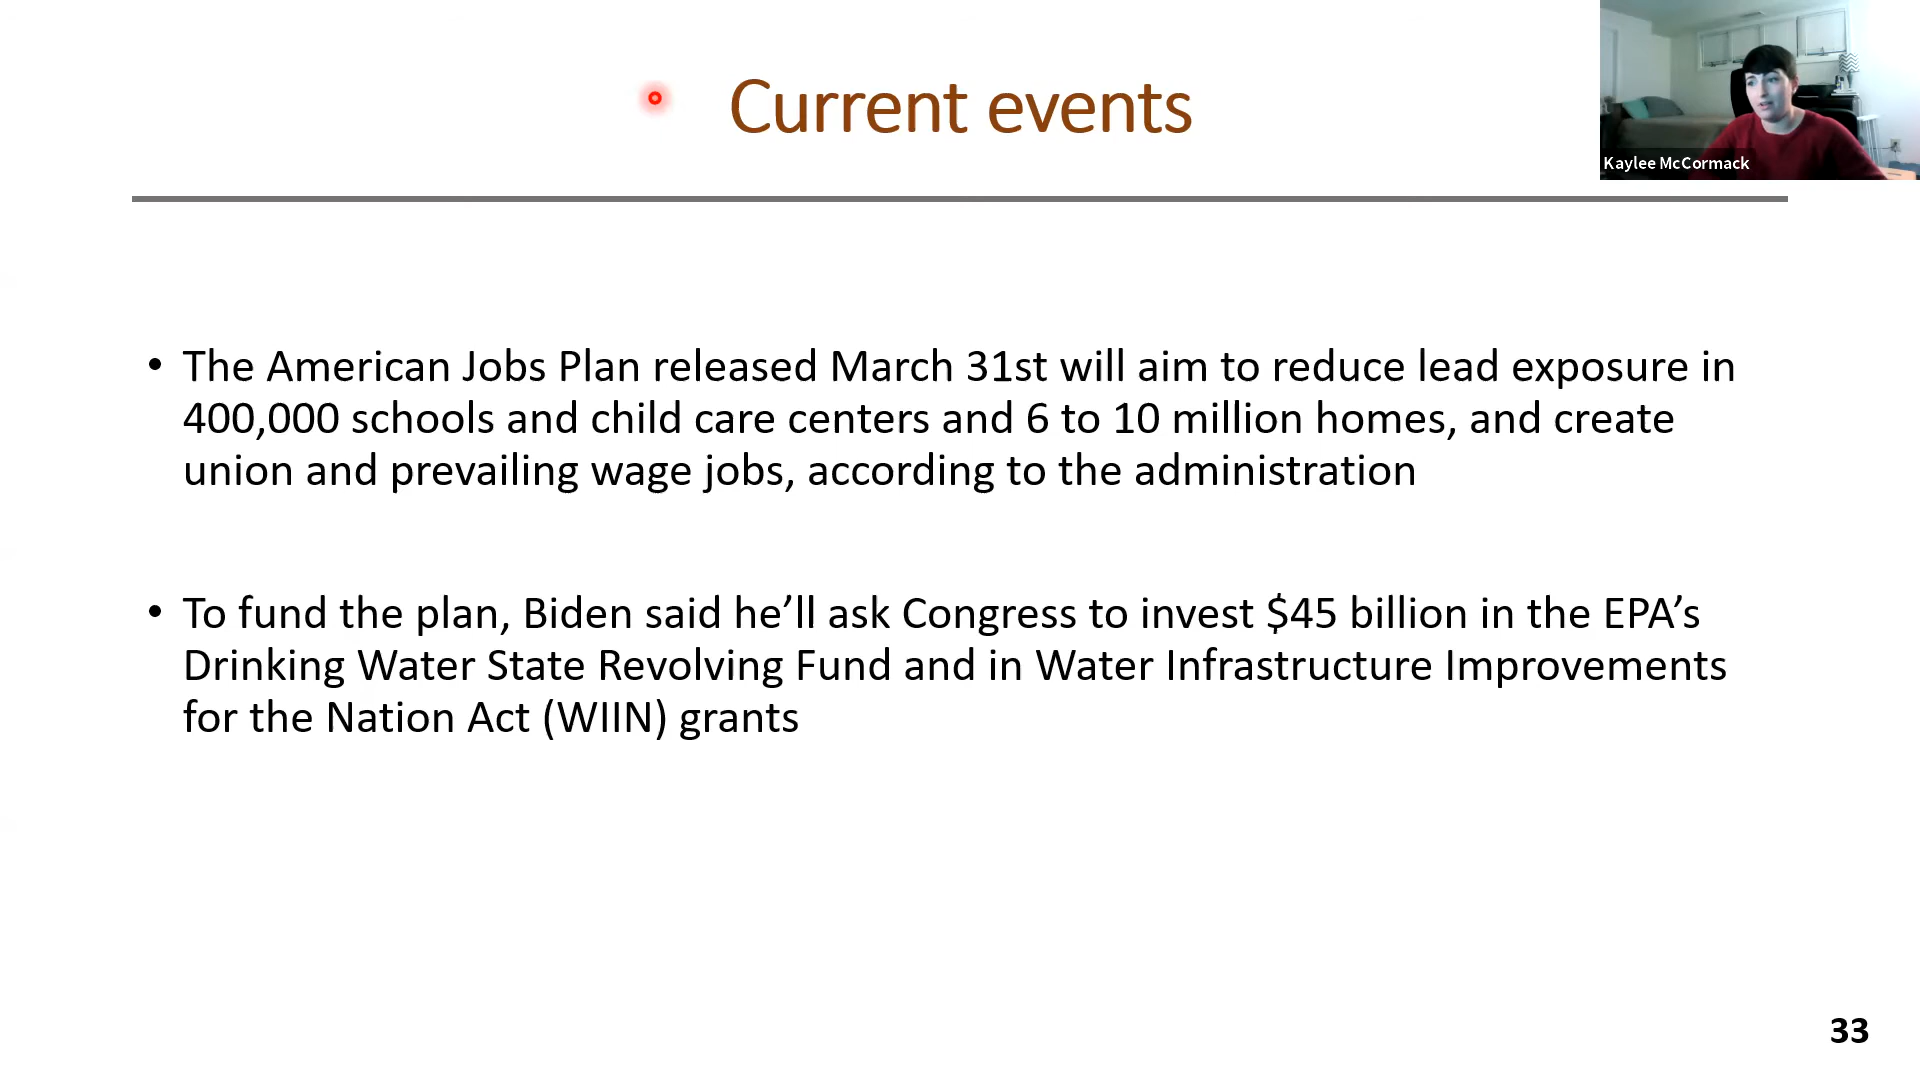 Current events
Kaylee McCormack
• The American Jobs Plan released March 31st will aim to reduce lead exposure in
400,000 schools and child care centers and 6 to 10 million homes, and create
union and prevailing wage jobs, according to the administration
• To fund the plan, Biden said he’ll ask Congress to invest $45 billion in the EPA’s
Drinking Water State Revolving Fund and in Water Infrastructure Improvements
for the Nation Act (WIIN) grants
33